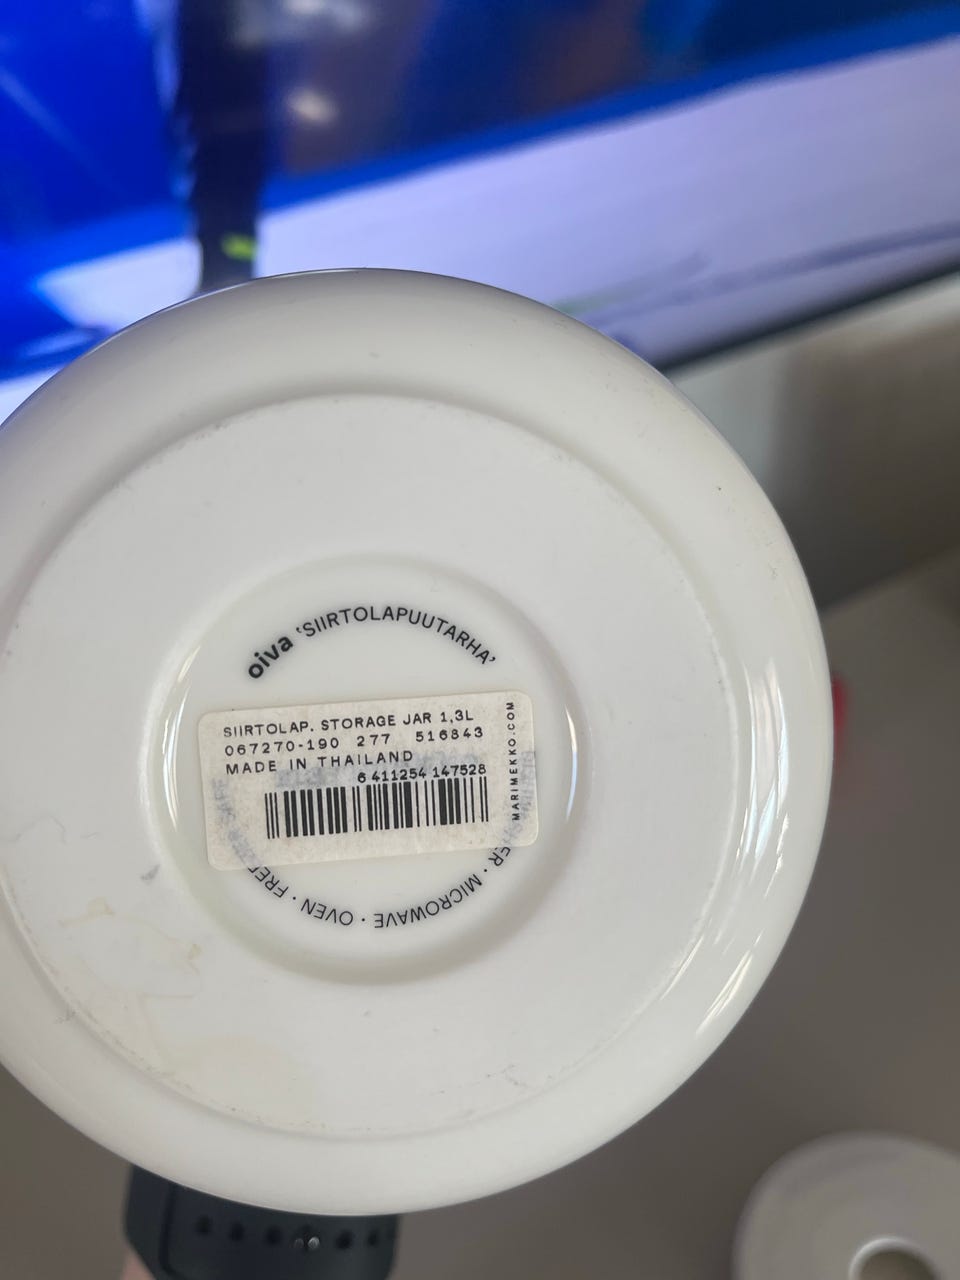 oiva 'SIIRTOLAPUUTARHA'
SIIRTOLAP. STORAGE JAR 1,3L
067270-190 277 516843
MADE IN THAILAND
6 411254 147528
MARIMEKKO.COM
MICROWAVE · OVEN ·